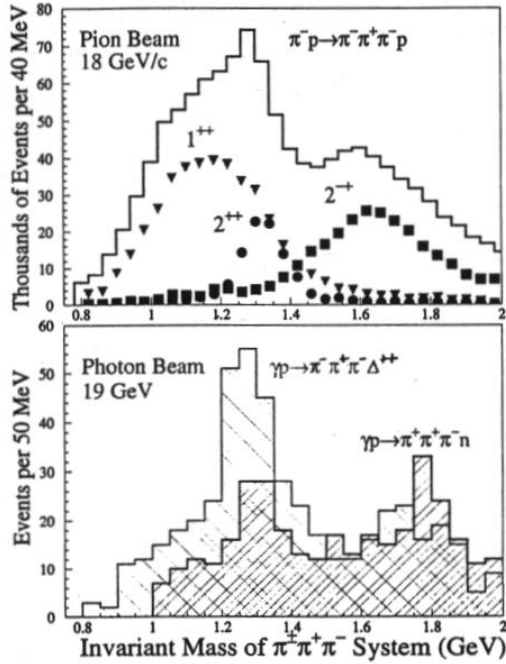 Thousands of Events per 40 MeV
80
70
60
50
40
30
20
10
0
Pion Beam
18 GeV/c
π⁻p→π⁻π⁺π⁻p
1⁺⁺
2⁺⁺
2⁻⁺
0.8 1 1.2 1.4 1.6 1.8 2
Events per 50 MeV
60
50
40
30
20
10
0
Photon Beam
19 GeV
γp→π⁻π⁺π⁻Δ⁺⁺
γp→π⁺π⁺π⁻n
0.8 1 1.2 1.4 1.6 1.8 2
Invariant Mass of π±π⁺π⁻ System (GeV)